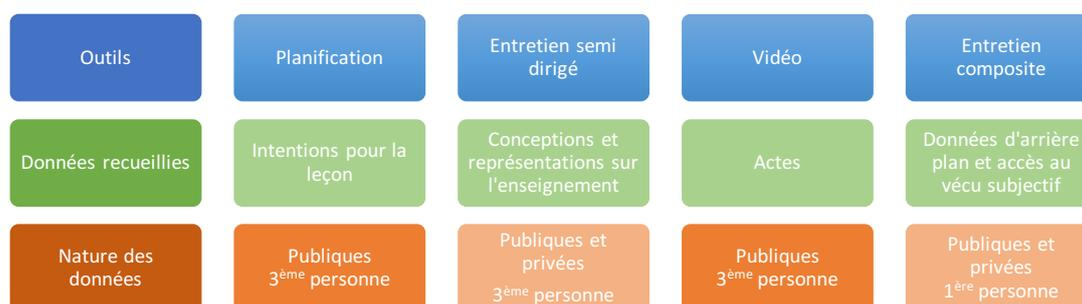 Outils
Planification
Entretien semi
dirigé
Vidéo
Entretien
composite
Données recueillies
Intentions pour la
leçon
Conceptions et
représentations sur
l'enseignement
Actes
Données d'arrière
plan et accès au
vécu subjectif
Nature des
données
Publiques
3ème personne
Publiques et
privées
3ème personne
Publiques
3ème personne
Publiques et
privées
1ère personne